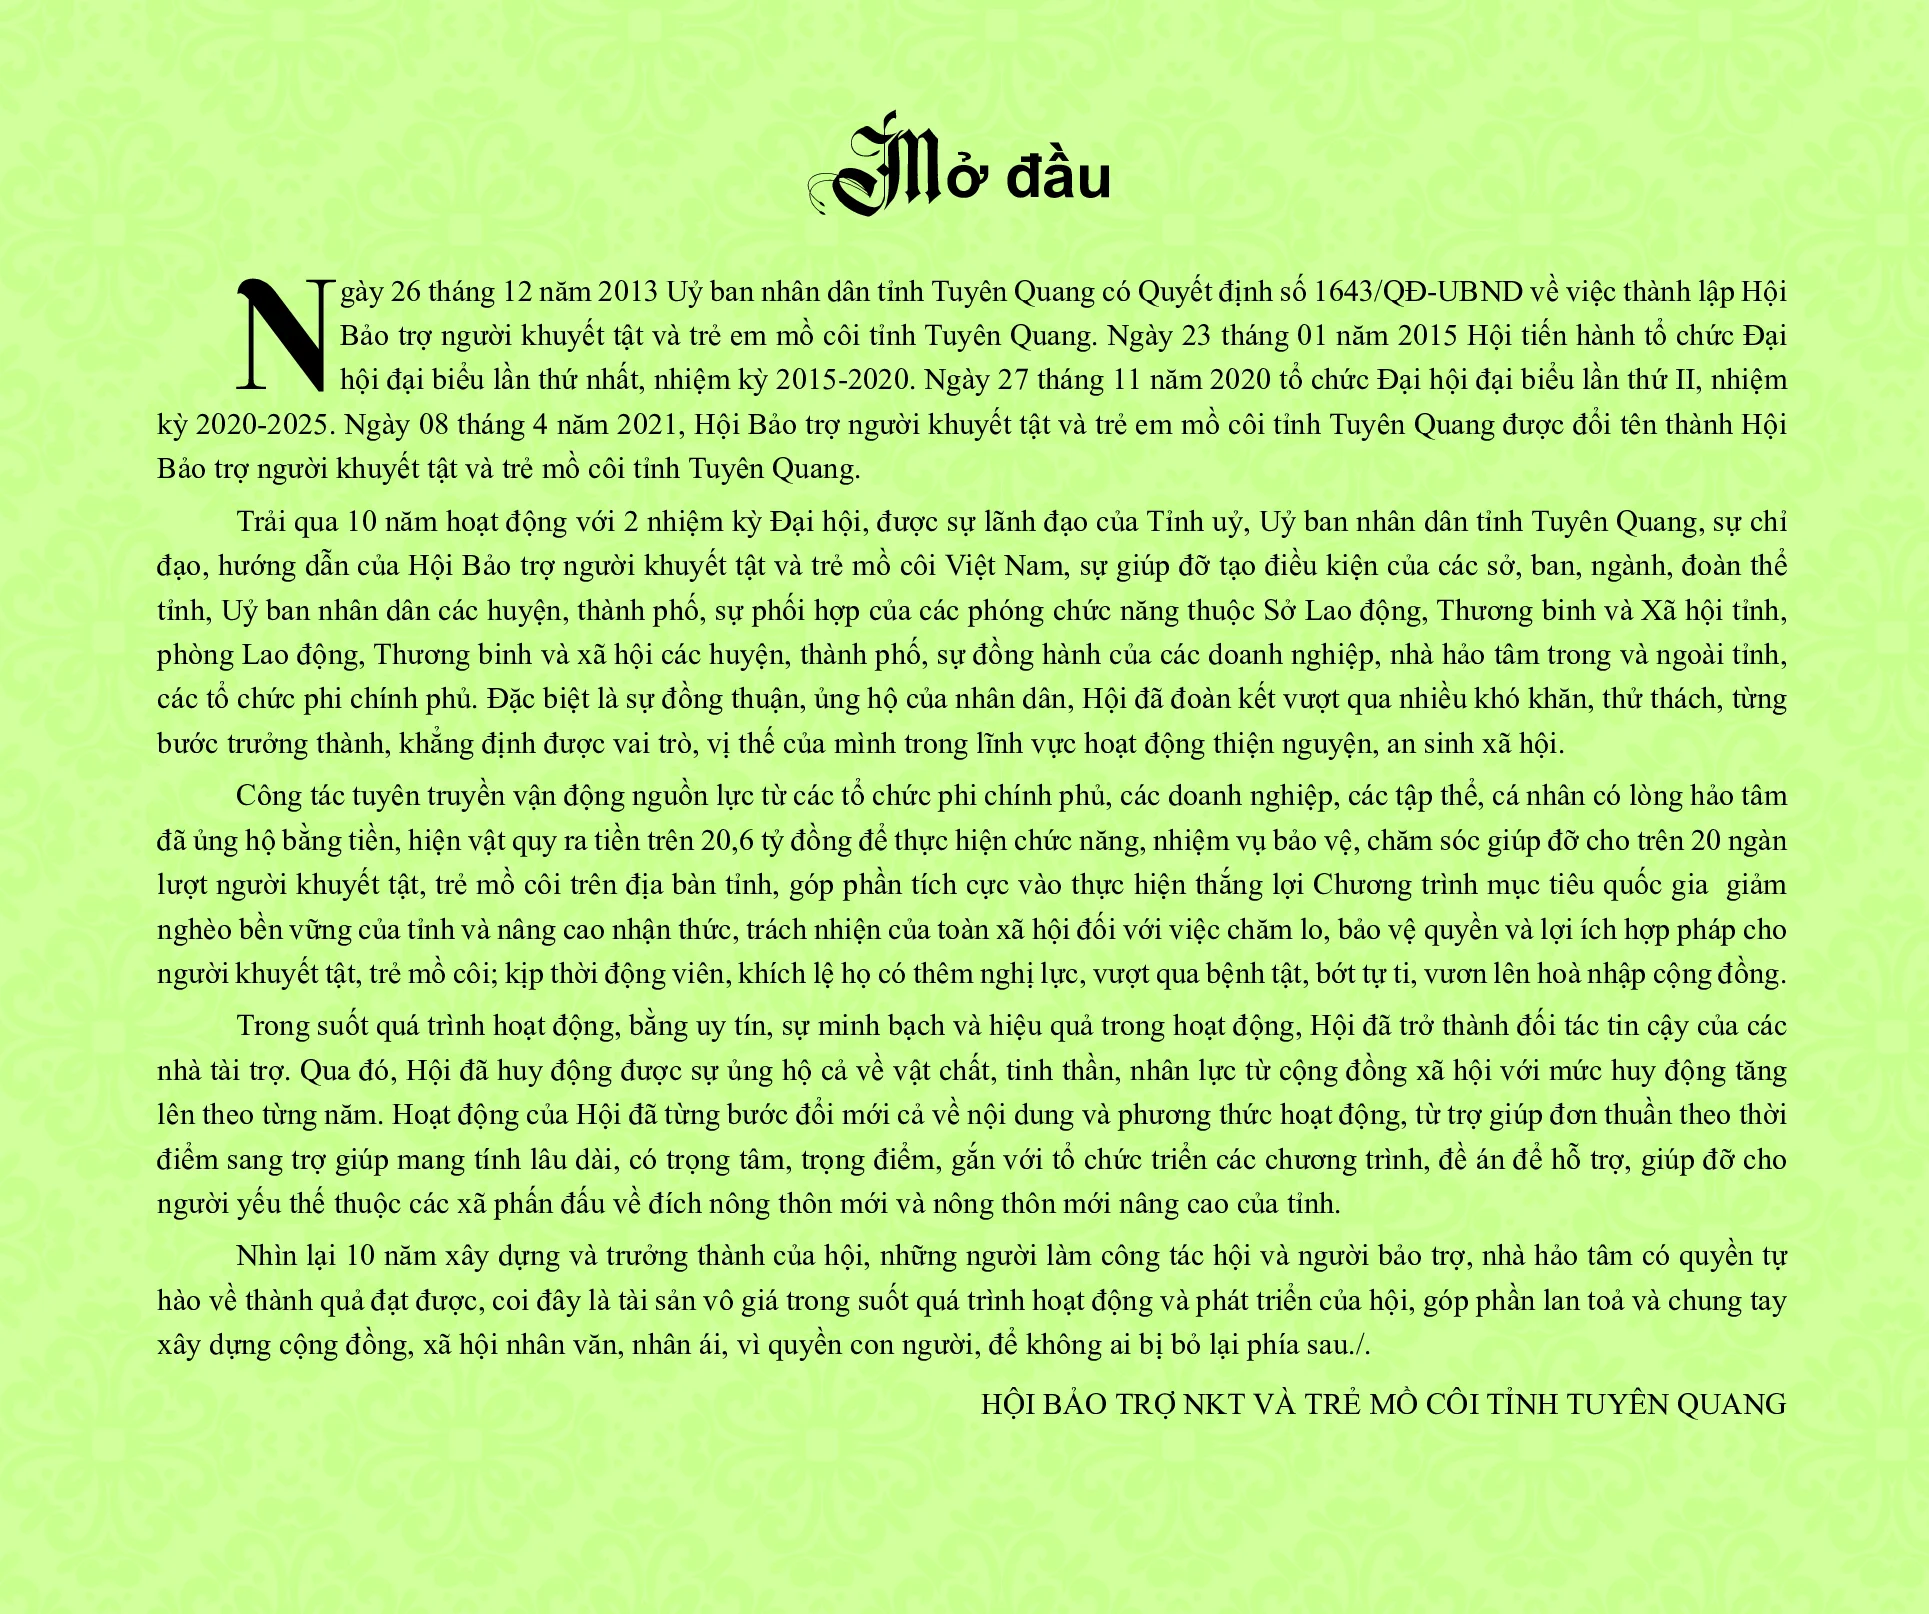 Mở đầu
Ngày 26 tháng 12 năm 2013 Uỷ ban nhân dân tỉnh Tuyên Quang có Quyết định số 1643/QĐ-UBND về việc thành lập Hội
Bảo trợ người khuyết tật và trẻ em mồ côi tỉnh Tuyên Quang. Ngày 23 tháng 01 năm 2015 Hội tiến hành tổ chức Đại
hội đại biểu lần thứ nhất, nhiệm kỳ 2015-2020. Ngày 27 tháng 11 năm 2020 tổ chức Đại hội đại biểu lần thứ II, nhiệm
kỳ 2020-2025. Ngày 08 tháng 4 năm 2021, Hội Bảo trợ người khuyết tật và trẻ em mồ côi tỉnh Tuyên Quang được đổi tên thành Hội
Bảo trợ người khuyết tật và trẻ mồ côi tỉnh Tuyên Quang.
Trải qua 10 năm hoạt động với 2 nhiệm kỳ Đại hội, được sự lãnh đạo của Tỉnh uỷ, Uỷ ban nhân dân tỉnh Tuyên Quang, sự chỉ
đạo, hướng dẫn của Hội Bảo trợ người khuyết tật và trẻ mồ côi Việt Nam, sự giúp đỡ tạo điều kiện của các sở, ban, ngành, đoàn thể
tỉnh, Uỷ ban nhân dân các huyện, thành phố, sự phối hợp của các phóng chức năng thuộc Sở Lao động, Thương binh và Xã hội tỉnh,
phòng Lao động, Thương binh và xã hội các huyện, thành phố, sự đồng hành của các doanh nghiệp, nhà hảo tâm trong và ngoài tỉnh,
các tổ chức phi chính phủ. Đặc biệt là sự đồng thuận, ủng hộ của nhân dân, Hội đã đoàn kết vượt qua nhiều khó khăn, thử thách, từng
bước trưởng thành, khẳng định được vai trò, vị thế của mình trong lĩnh vực hoạt động thiện nguyện, an sinh xã hội.
Công tác tuyên truyền vận động nguồn lực từ các tổ chức phi chính phủ, các doanh nghiệp, các tập thể, cá nhân có lòng hảo tâm
đã ủng hộ bằng tiền, hiện vật quy ra tiền trên 20,6 tỷ đồng để thực hiện chức năng, nhiệm vụ bảo vệ, chăm sóc giúp đỡ cho trên 20 ngàn
lượt người khuyết tật, trẻ mồ côi trên địa bàn tỉnh, góp phần tích cực vào thực hiện thắng lợi Chương trình mục tiêu quốc gia  giảm
nghèo bền vững của tỉnh và nâng cao nhận thức, trách nhiện của toàn xã hội đối với việc chăm lo, bảo vệ quyền và lợi ích hợp pháp cho
người khuyết tật, trẻ mồ côi; kịp thời động viên, khích lệ họ có thêm nghị lực, vượt qua bệnh tật, bớt tự ti, vươn lên hoà nhập cộng đồng.
Trong suốt quá trình hoạt động, bằng uy tín, sự minh bạch và hiệu quả trong hoạt động, Hội đã trở thành đối tác tin cậy của các
nhà tài trợ. Qua đó, Hội đã huy động được sự ủng hộ cả về vật chất, tinh thần, nhân lực từ cộng đồng xã hội với mức huy động tăng
lên theo từng năm. Hoạt động của Hội đã từng bước đổi mới cả về nội dung và phương thức hoạt động, từ trợ giúp đơn thuần theo thời
điểm sang trợ giúp mang tính lâu dài, có trọng tâm, trọng điểm, gắn với tổ chức triển các chương trình, đề án để hỗ trợ, giúp đỡ cho
người yếu thế thuộc các xã phấn đấu về đích nông thôn mới và nông thôn mới nâng cao của tỉnh.
Nhìn lại 10 năm xây dựng và trưởng thành của hội, những người làm công tác hội và người bảo trợ, nhà hảo tâm có quyền tự
hào về thành quả đạt được, coi đây là tài sản vô giá trong suốt quá trình hoạt động và phát triển của hội, góp phần lan toả và chung tay
xây dựng cộng đồng, xã hội nhân văn, nhân ái, vì quyền con người, để không ai bị bỏ lại phía sau./.
HỘI BẢO TRỢ NKT VÀ TRẺ MỒ CÔI TỈNH TUYÊN QUANG